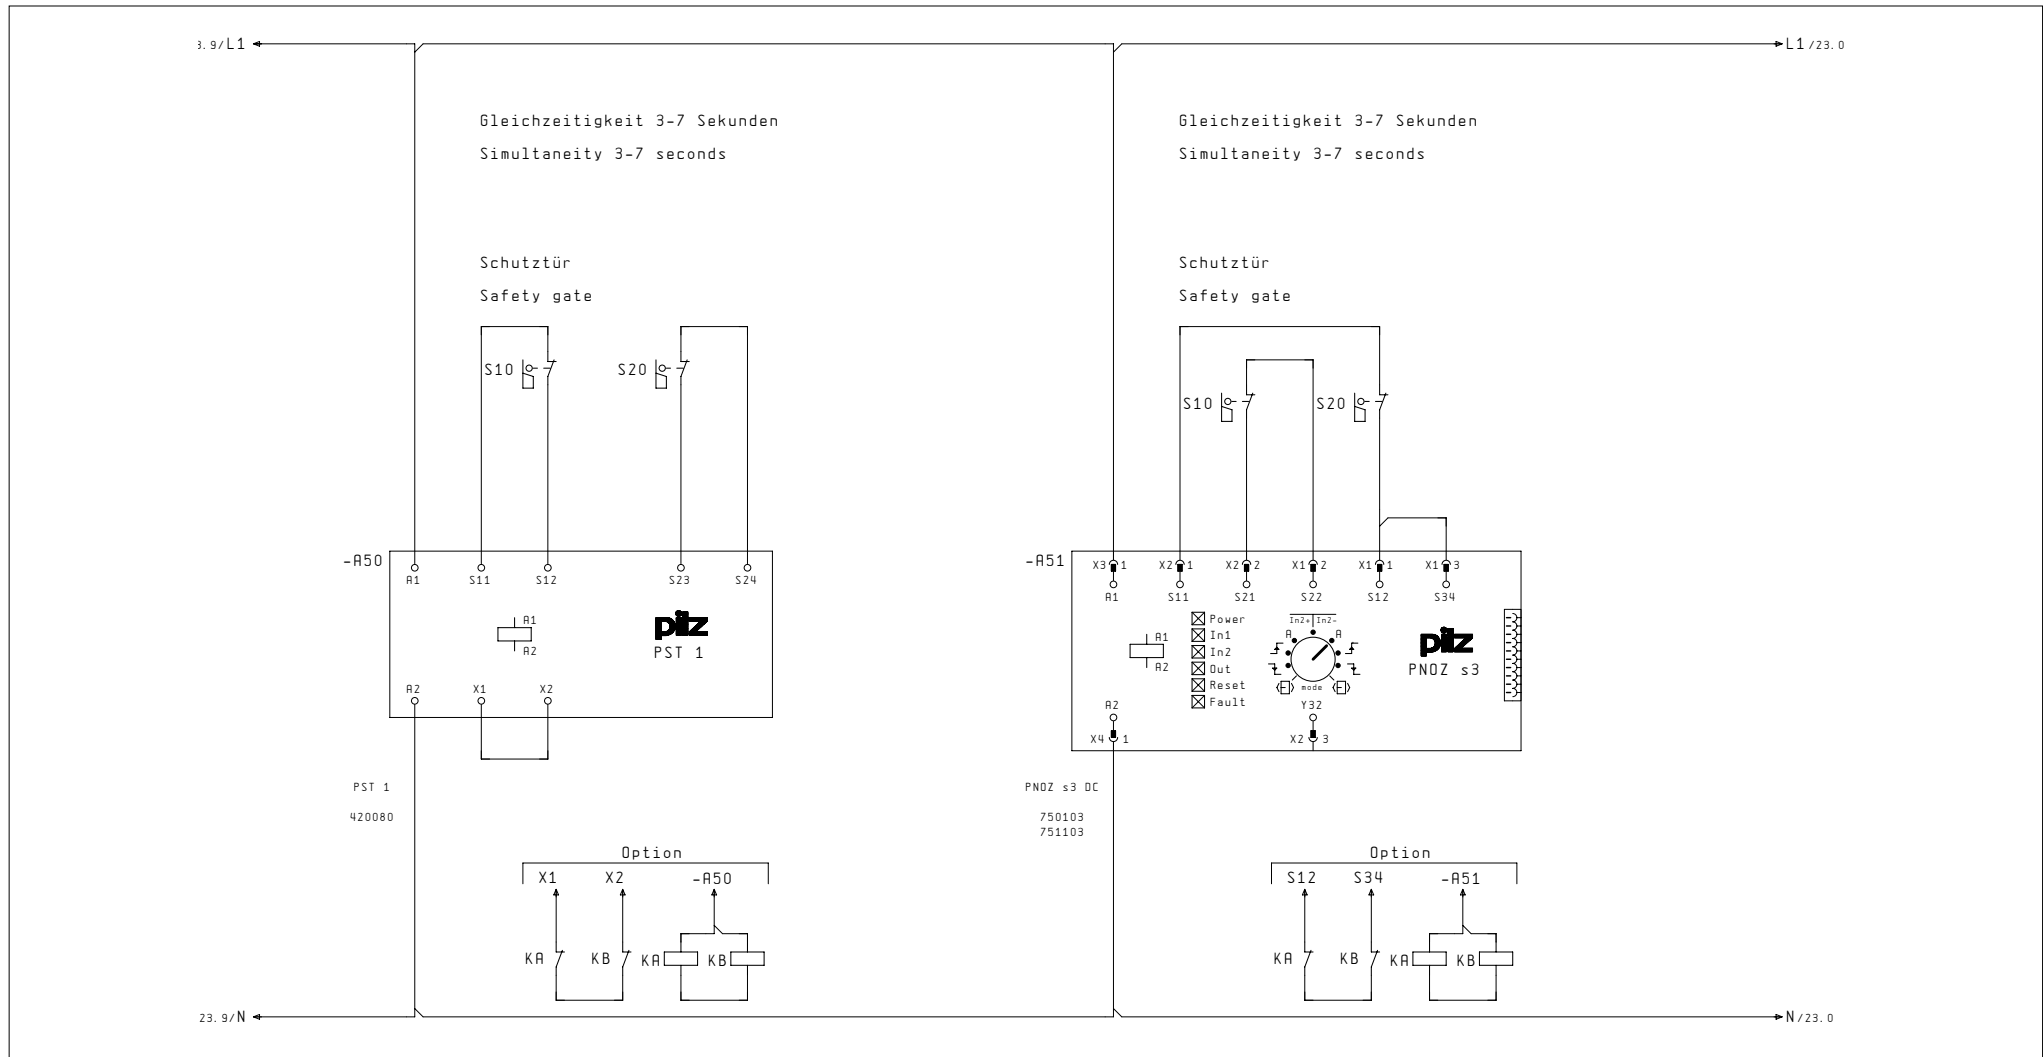 3.9/L1
L1/23.0
Gleichzeitigkeit 3-7 Sekunden
Simultaneity 3-7 seconds
Gleichzeitigkeit 3-7 Sekunden
Simultaneity 3-7 seconds
Schutztür
Safety gate
Schutztür
Safety gate
S10
S20
S10
S20
-A50
A1
S11
S12
S23
S24
A1
A2
pilz
PST 1
A2
X1
X2
-A51
X3 1
X2 1
X2 2
X1 2
X1 1
X1 3
A1
S11
S21
S22
S12
S34
Power
In1
In2
Out
Reset
Fault
A1
A2
In2+ In2-
A
A
mode
pilz
PNOZ s3
A2
Y32
X4 1
X2 3
PST 1
420080
PNOZ s3 DC
750103
751103
Option
X1
X2
-A50
KA
KB
KA
KB
Option
S12
S34
-A51
KA
KB
KA
KB
23.9/N
N/23.0